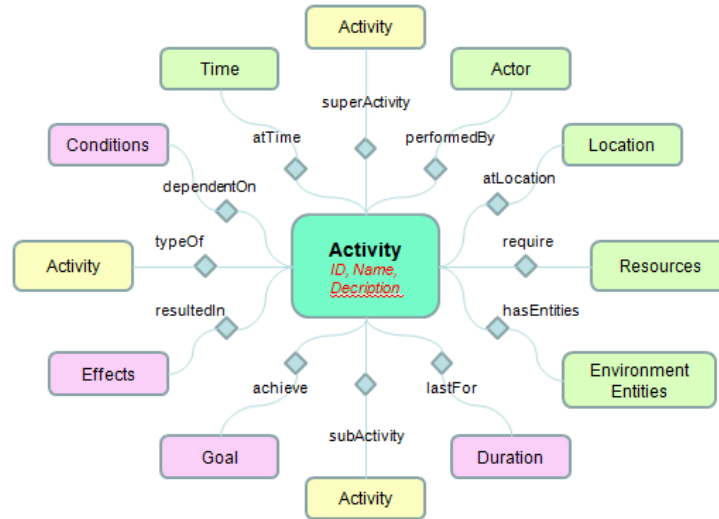 Activity
Time
Actor
superActivity
atTime
performedBy
Conditions
Location
atLocation
dependentOn
typeOf
Activity
ID, Name,
Decription
require
Activity
Resources
resultedIn
hasEntities
Effects
Environment
Entities
achieve
lastFor
subActivity
Goal
Duration
Activity